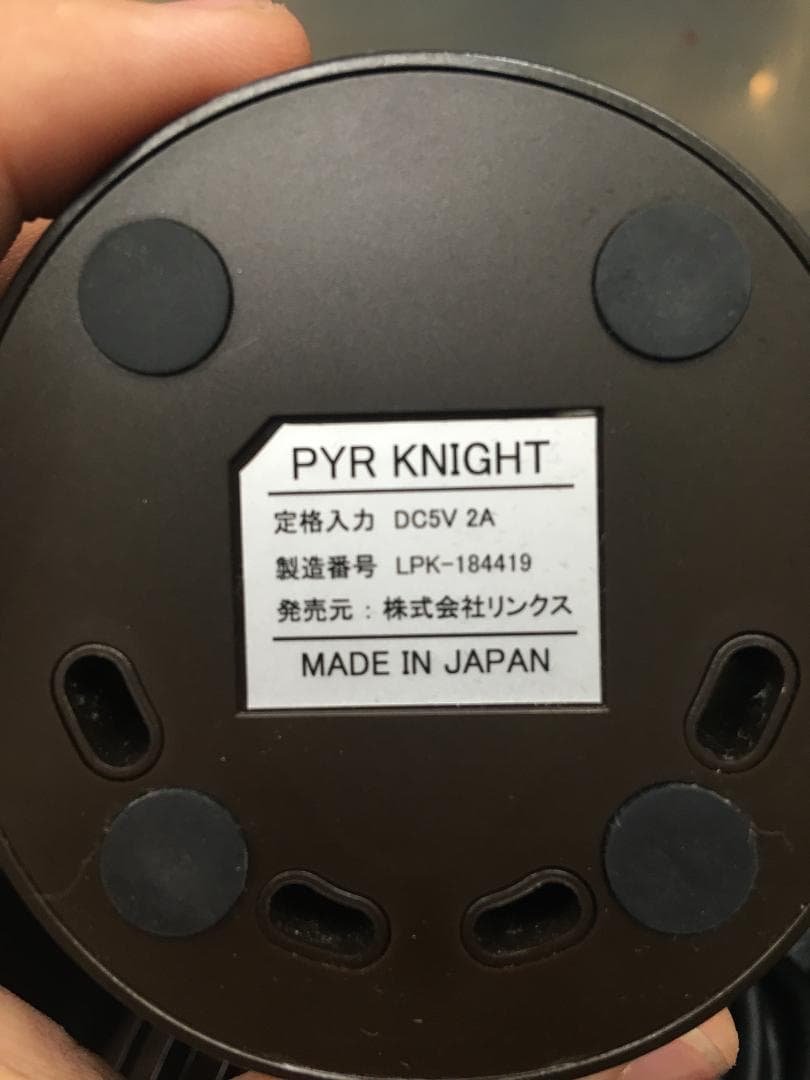 PYR KNIGHT
定格入力 DC5V 2A
製造番号 LPK-184419
発売元：株式会社リンクス
MADE IN JAPAN